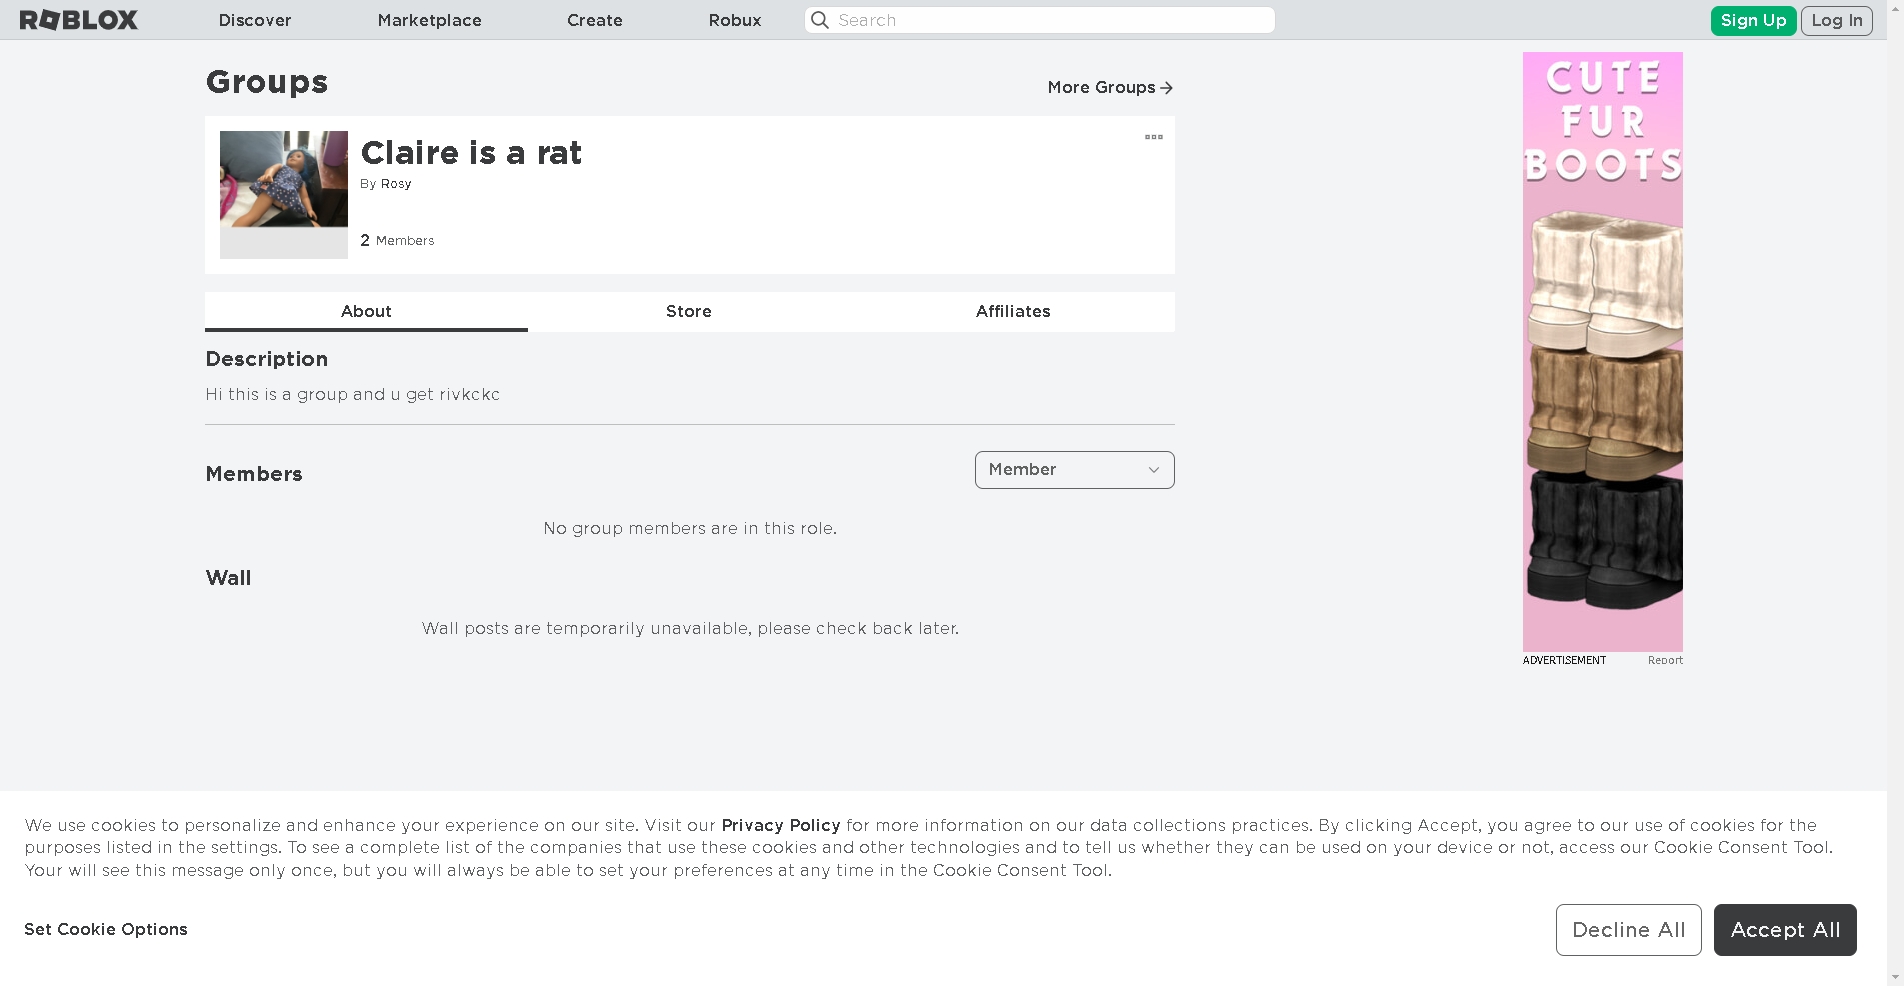 ROBLOX Discover Marketplace Create Robux Search Sign Up Log In
Groups
More Groups
Claire is a rat
By Rosy
2 Members
About Store Affiliates
Description
Hi this is a group and u get rivkckc
Members
Member
No group members are in this role.
Wall
Wall posts are temporarily unavailable, please check back later.
CUTE
FUR
BOOTS
ADVERTISEMENT Report
We use cookies to personalize and enhance your experience on our site. Visit our Privacy Policy for more information on our data collections practices. By clicking Accept, you agree to our use of cookies for the
purposes listed in the settings. To see a complete list of the companies that use these cookies and other technologies and to tell us whether they can be used on your device or not, access our Cookie Consent Tool.
Your will see this message only once, but you will always be able to set your preferences at any time in the Cookie Consent Tool.
Set Cookie Options
Decline All
Accept All